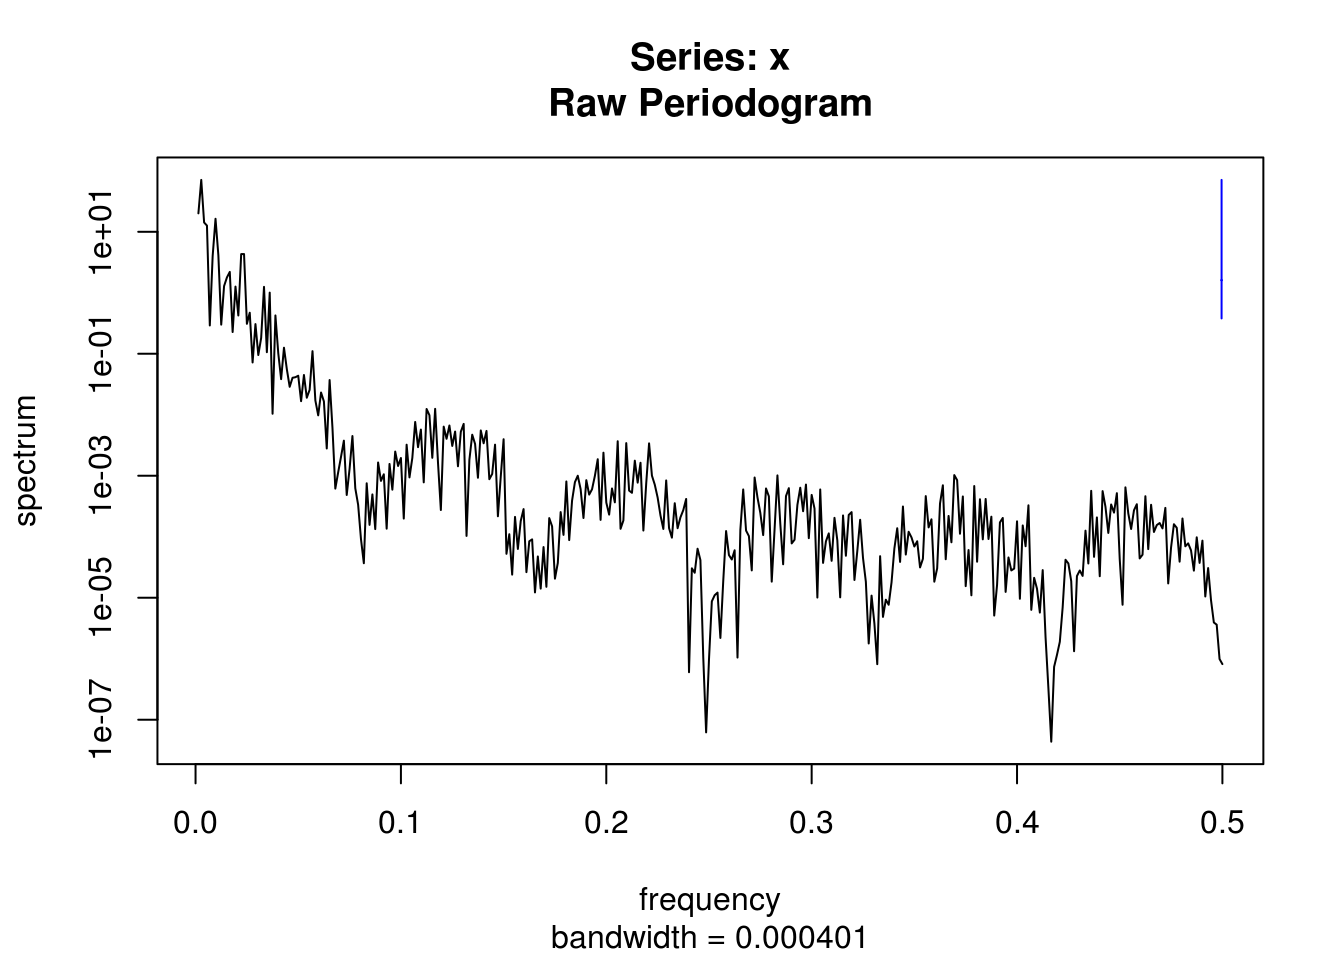 Series: x
Raw Periodogram
spectrum
1e+01
1e-01
1e-03
1e-05
1e-07
0.0 0.1 0.2 0.3 0.4 0.5
frequency
bandwidth = 0.000401